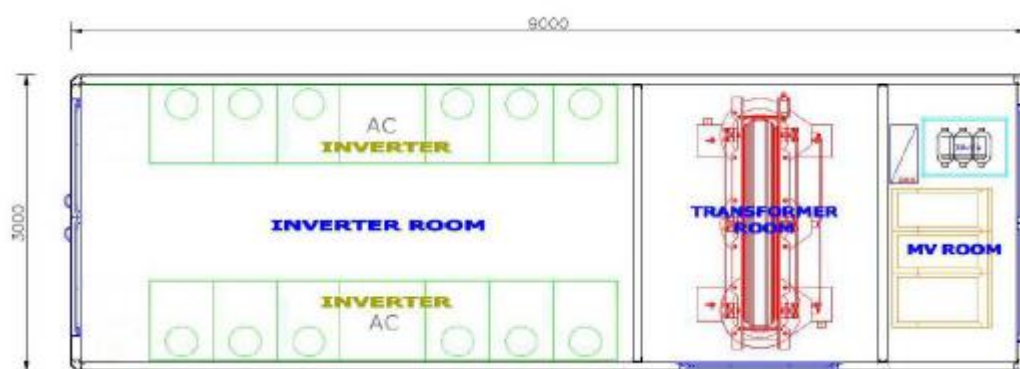 9000
3000
AC
INVERTER
INVERTER ROOM
TRANSFORMER
ROOM
MV ROOM
INVERTER
AC